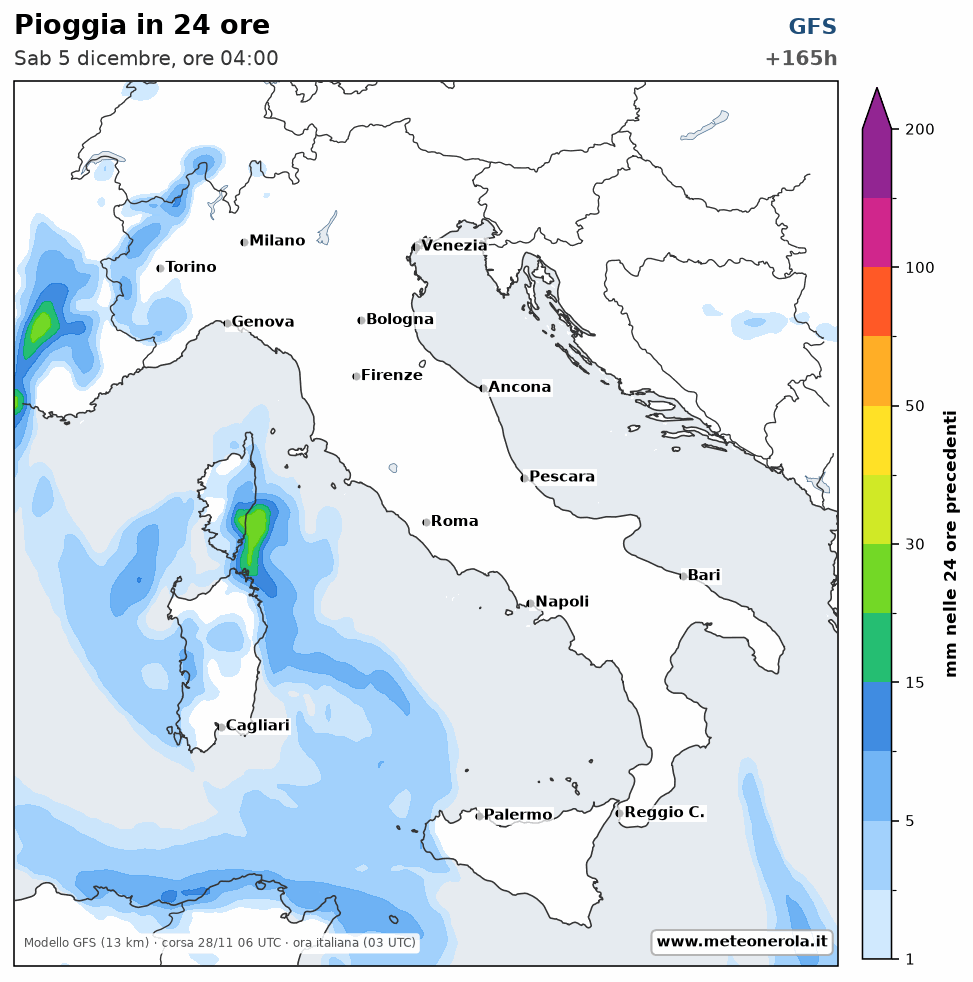 Pioggia in 24 ore
GFS
Sab 5 dicembre, ore 04:00
+165h
Milano
Venezia
Torino
Genova
Bologna
Firenze
Ancona
Pescara
Roma
Bari
Napoli
Cagliari
Palermo
Reggio C.
200
100
50
30
15
5
1
mm nelle 24 ore precedenti
Modello GFS (13 km) · corsa 28/11 06 UTC · ora italiana (03 UTC)
www.meteonerola.it